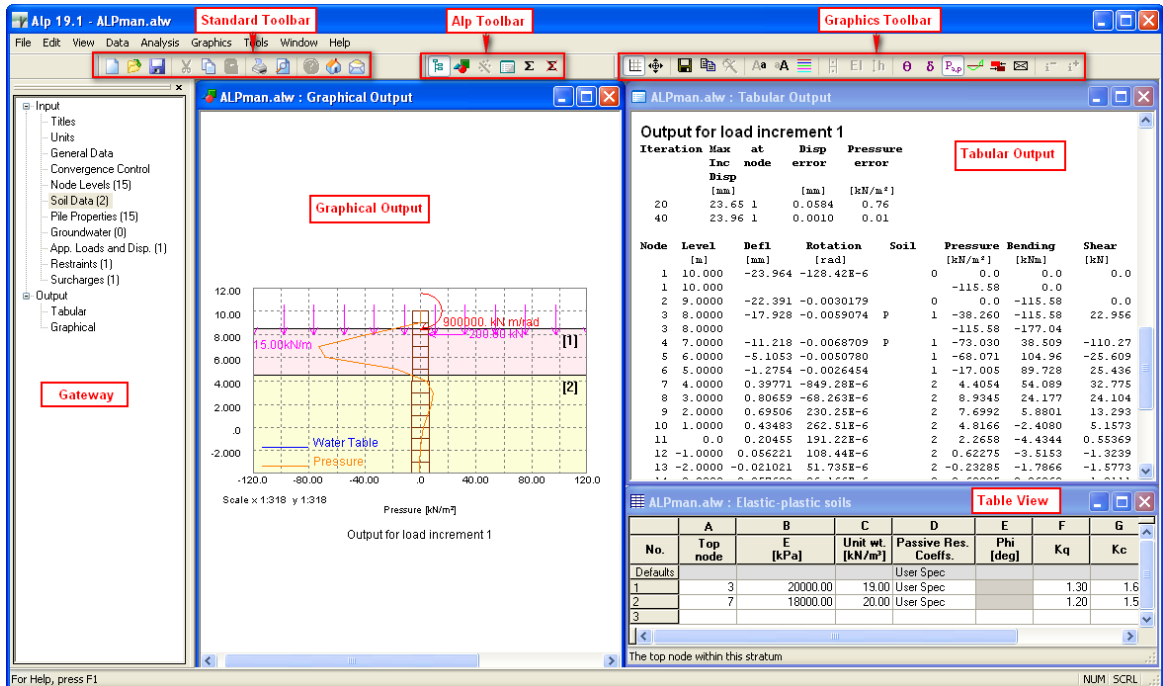 Alp 19.1 - ALPman.alw
Standard Toolbar
Alp Toolbar
Graphics Toolbar
File Edit View Data Analysis Graphics Tools Window Help
Input
Titles
Units
General Data
Convergence Control
Node Levels (15)
Soil Data (2)
Pile Properties (15)
Groundwater (0)
App. Loads and Disp. (1)
Restraints (1)
Surcharges (1)
Output
Tabular
Graphical
Gateway
ALPman.alw : Graphical Output
Graphical Output
12.00
10.00
8.000
6.000
4.000
2.000
.0
-2.000
900000. kN m/rad
15.00kN/m
[1]
[2]
Water Table
Pressure
-120.0 -80.00 -40.00 .0 40.00 80.00 120.0
Scale x 1:318 y 1:318
Pressure [kN/m²]
Output for load increment 1
ALPman.alw : Tabular Output
Tabular Output
Output for load increment 1
Iteration Max at Disp Pressure
Inc node error error
Disp
[mm] [mm] [kN/m²]
20 23.65 1 0.0584 0.76
40 23.96 1 0.0010 0.01
Node Level Defl Rotation Soil Pressure Bending Shear
[m] [mm] [rad] [kN/m²] [kNm] [kN]
1 10.000 -23.964 -128.42E-6 0 0.0 0.0 0.0
1 10.000 -115.58 0.0
2 9.0000 -22.391 -0.0030179 0 0.0 -115.58 0.0
3 8.0000 -17.928 -0.0059074 P 1 -38.260 -115.58 22.956
3 8.0000 -115.58 -177.04
4 7.0000 -11.218 -0.0068709 P 1 -73.030 38.509 -110.27
5 6.0000 -5.1053 -0.0050780 1 -68.071 104.96 -25.609
6 5.0000 -1.2754 -0.0026454 1 -17.005 89.728 25.436
7 4.0000 0.39771 -849.28E-6 2 4.4054 54.089 32.775
8 3.0000 0.80659 -68.263E-6 2 8.9345 24.177 24.104
9 2.0000 0.69506 230.25E-6 2 7.6992 5.8801 13.293
10 1.0000 0.43483 262.51E-6 2 4.8166 -2.4080 5.1573
11 0.0 0.20455 191.22E-6 2 2.2658 -4.4344 0.55369
12 -1.0000 0.056221 108.44E-6 2 0.62275 -3.5153 -1.3239
13 -2.0000 -0.021021 51.735E-6 2 -0.23285 -1.7866 -1.5773
ALPman.alw : Elastic-plastic soils
Table View
A B C D E F G
No. Top node E [kPa] Unit wt. [kN/m³] Passive Res. Coeffs. Phi [deg] Kq Kc
Defaults User Spec
1 3 20000.00 19.00 User Spec 1.30 1.6
2 7 18000.00 20.00 User Spec 1.20 1.5
3
The top node within this stratum
For Help, press F1
NUM SCRL